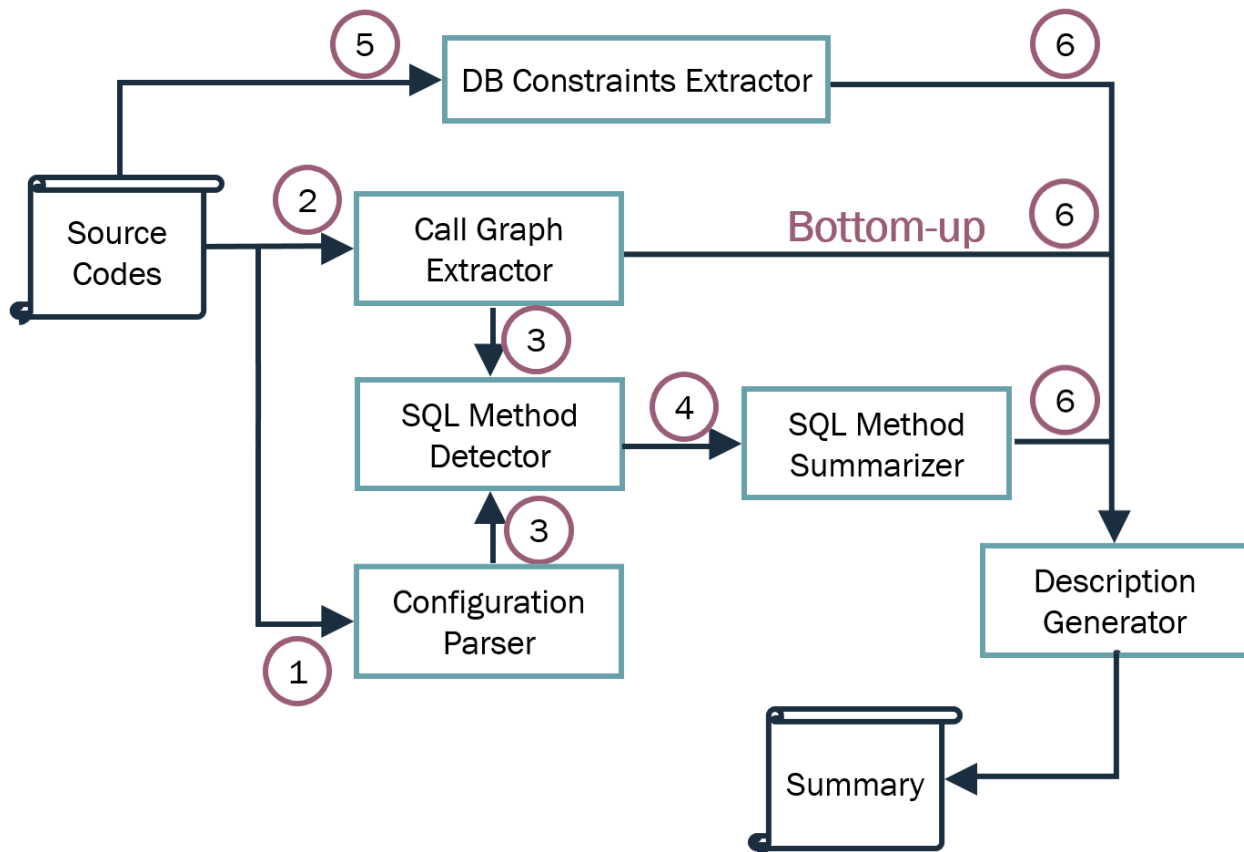 5
6
DB Constraints Extractor
2
6
Source
Codes
Call Graph
Extractor
Bottom-up
3
SQL Method
Detector
4
SQL Method
Summarizer
6
3
Configuration
Parser
1
Description
Generator
Summary